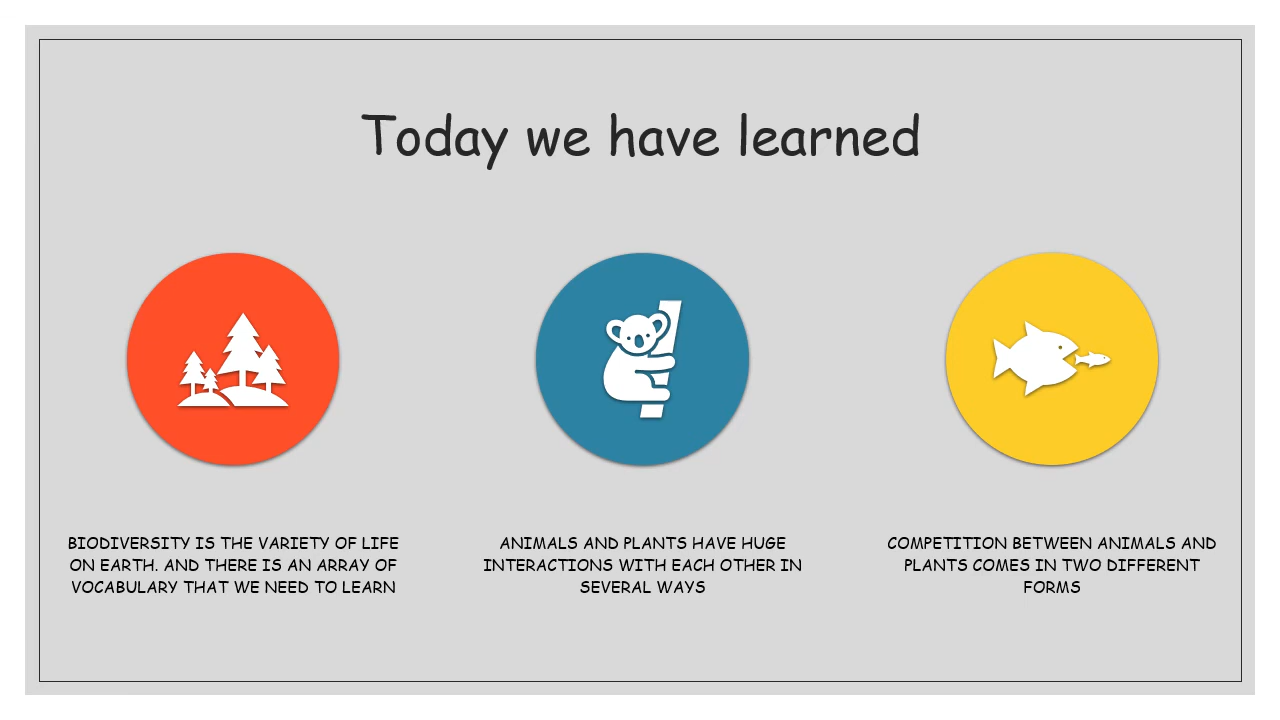 Today we have learned
BIODIVERSITY IS THE VARIETY OF LIFE
ON EARTH. AND THERE IS AN ARRAY OF
VOCABULARY THAT WE NEED TO LEARN
ANIMALS AND PLANTS HAVE HUGE
INTERACTIONS WITH EACH OTHER IN
SEVERAL WAYS
COMPETITION BETWEEN ANIMALS AND
PLANTS COMES IN TWO DIFFERENT
FORMS